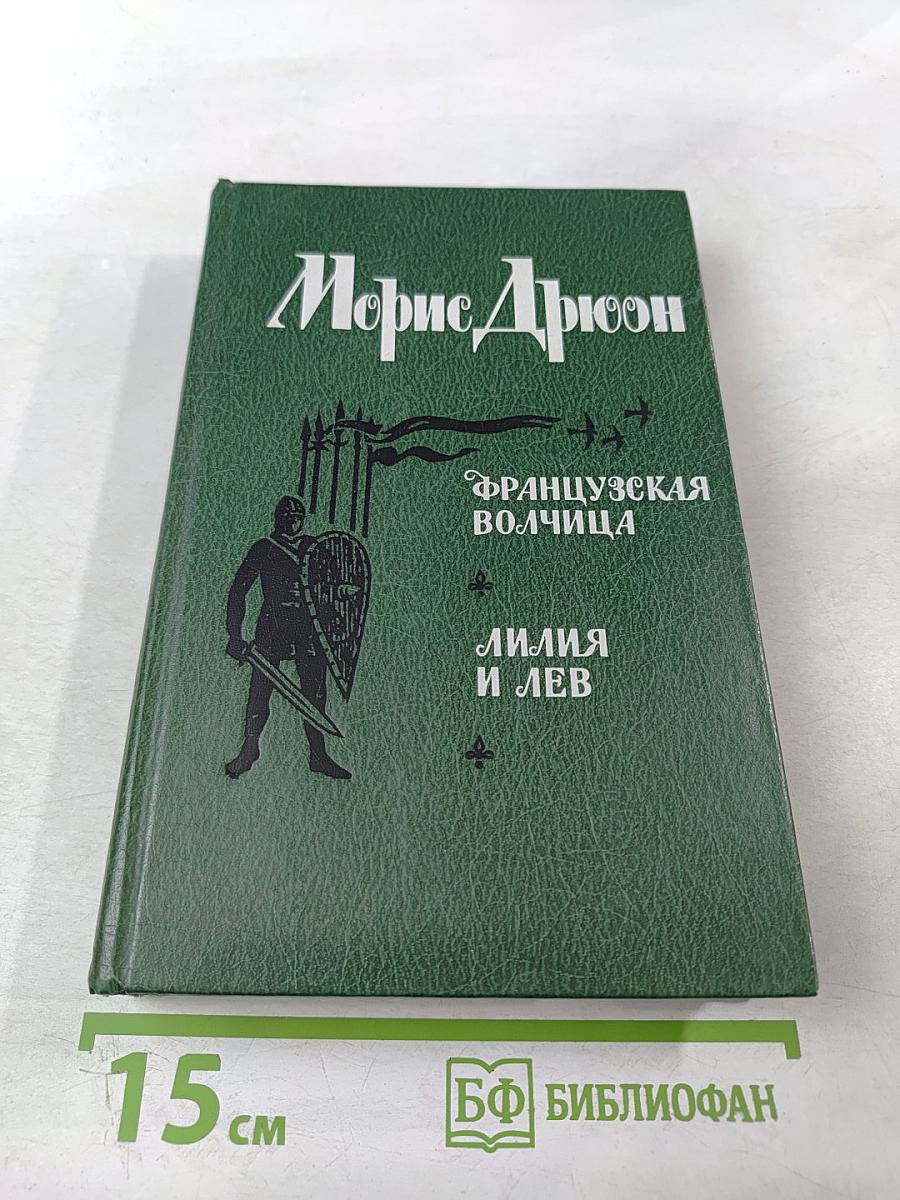 Морис Дрюон
ФРАНЦУЗСКАЯ
ВОЛЧИЦА
ЛИЛИЯ
И ЛЕВ
15 см
БФ БИБЛИОФАН